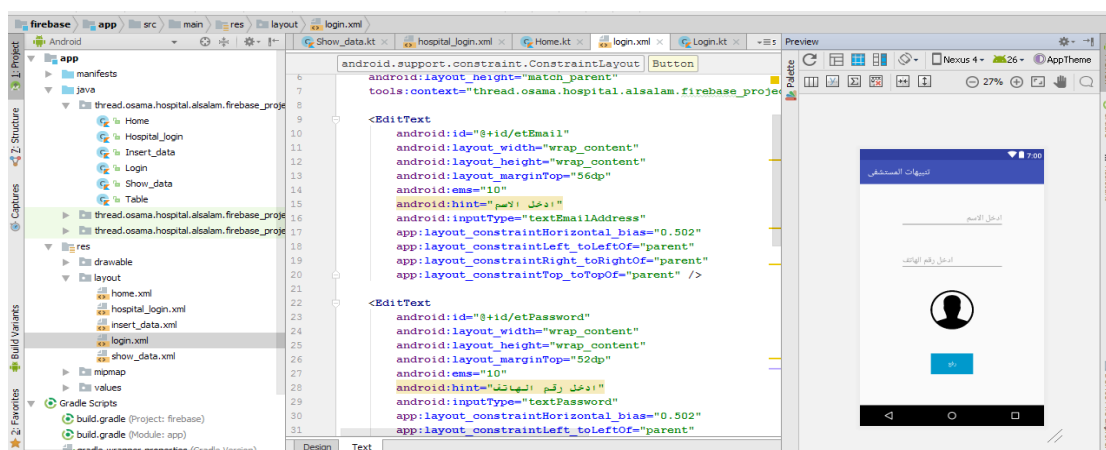 firebase app src main res layout login.xml
Android
Show_data.kt hospital_login.xml Home.kt login.xml Login.kt
Preview
app
manifests
java
thread.osama.hospital.alsalam.firebase_proje
Home
Hospital_login
Insert_data
Login
Show_data
Table
thread.osama.hospital.alsalam.firebase_proje
thread.osama.hospital.alsalam.firebase_proje
res
drawable
layout
home.xml
hospital_login.xml
insert_data.xml
login.xml
show_data.xml
mipmap
values
Gradle Scripts
build.gradle (Project: firebase)
build.gradle (Module: app)
gradle-wrapper.properties (Gradle Version)
1: Project
7: Structure
Captures
Build Variants
2: Favorites
android.support.constraint.ConstraintLayout Button
6 android:layout_height="match_parent"
7 tools:context="thread.osama.hospital.alsalam.firebase_projec
8
9 <EditText
10 android:id="@+id/etEmail"
11 android:layout_width="wrap_content"
12 android:layout_height="wrap_content"
13 android:layout_marginTop="56dp"
14 android:ems="10"
15 android:hint="ادخل الاسم"
16 android:inputType="textEmailAddress"
17 app:layout_constraintHorizontal_bias="0.502"
18 app:layout_constraintLeft_toLeftOf="parent"
19 app:layout_constraintRight_toRightOf="parent"
20 app:layout_constraintTop_toTopOf="parent" />
21
22 <EditText
23 android:id="@+id/etPassword"
24 android:layout_width="wrap_content"
25 android:layout_height="wrap_content"
26 android:layout_marginTop="52dp"
27 android:ems="10"
28 android:hint="ادخل رقم الهاتف"
29 android:inputType="textPassword"
30 app:layout_constraintHorizontal_bias="0.502"
31 app:layout_constraintLeft_toLeftOf="parent"
Design Text
Palette
Nexus 4 26 AppTheme
27%
7:00
تنبيهات المستشفى
ادخل الاسم
ادخل رقم الهاتف